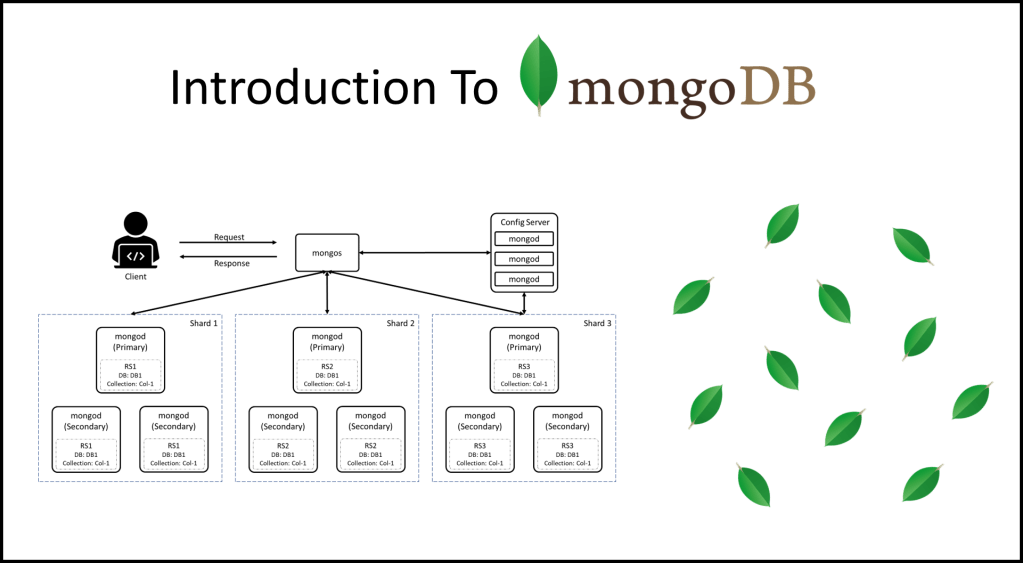 Introduction To mongoDB
Request
Response
</>
Client
mongos
Config Server
mongod
mongod
mongod
Shard 1
mongod
(Primary)
RS1
DB: DB1
Collection: Col-1
mongod
(Secondary)
RS1
DB: DB1
Collection: Col-1
mongod
(Secondary)
RS1
DB: DB1
Collection: Col-1
Shard 2
mongod
(Primary)
RS2
DB: DB1
Collection: Col-1
mongod
(Secondary)
RS2
DB: DB1
Collection: Col-1
mongod
(Secondary)
RS2
DB: DB1
Collection: Col-1
Shard 3
mongod
(Primary)
RS3
DB: DB1
Collection: Col-1
mongod
(Secondary)
RS3
DB: DB1
Collection: Col-1
mongod
(Secondary)
RS3
DB: DB1
Collection: Col-1